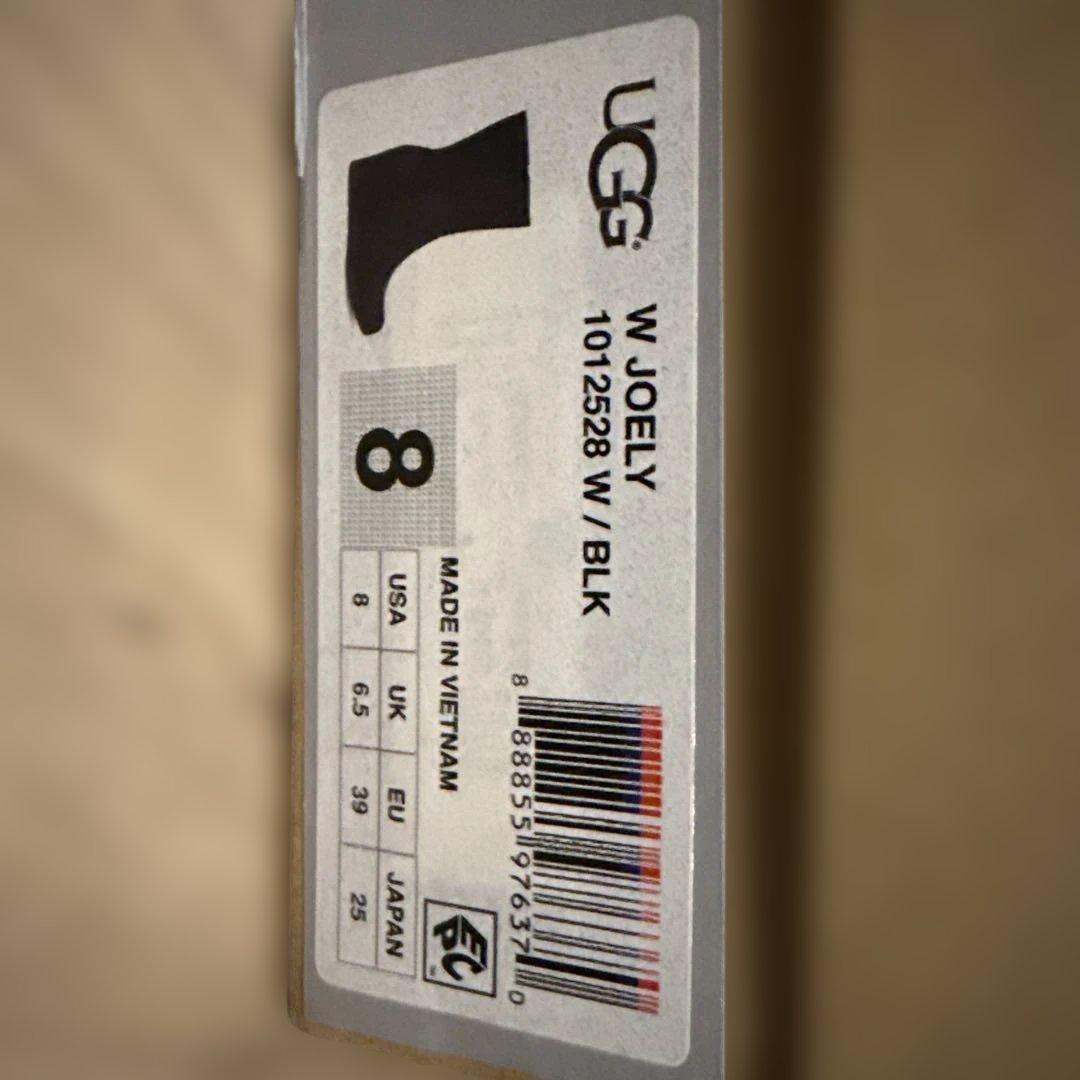 UGG®
W JOELY
1012528 W / BLK
8 88855 97637 0
8
MADE IN VIETNAM
USA UK EU JAPAN
8 6.5 39 25
EPC™